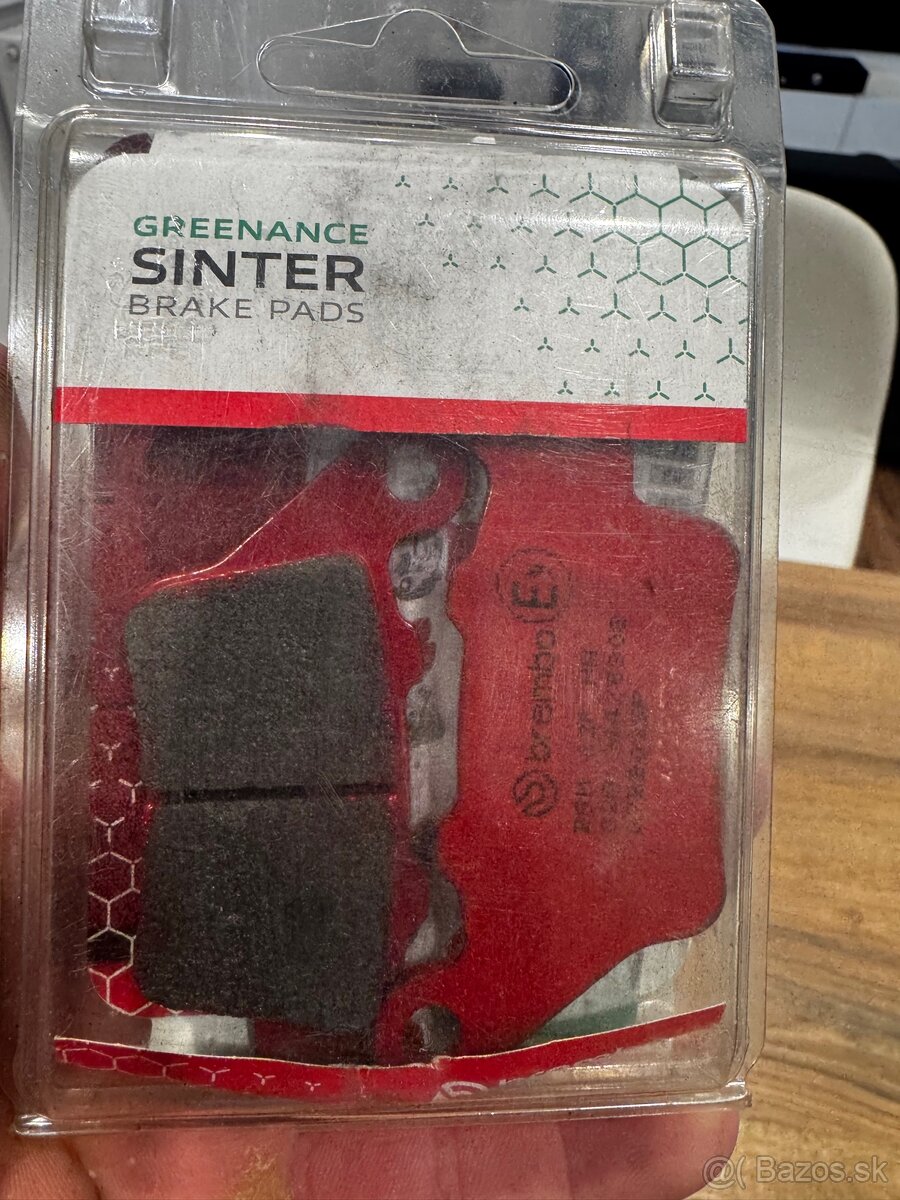 GREENANCE
SINTER
BRAKE PADS
brembo
E
@ Bazos.sk